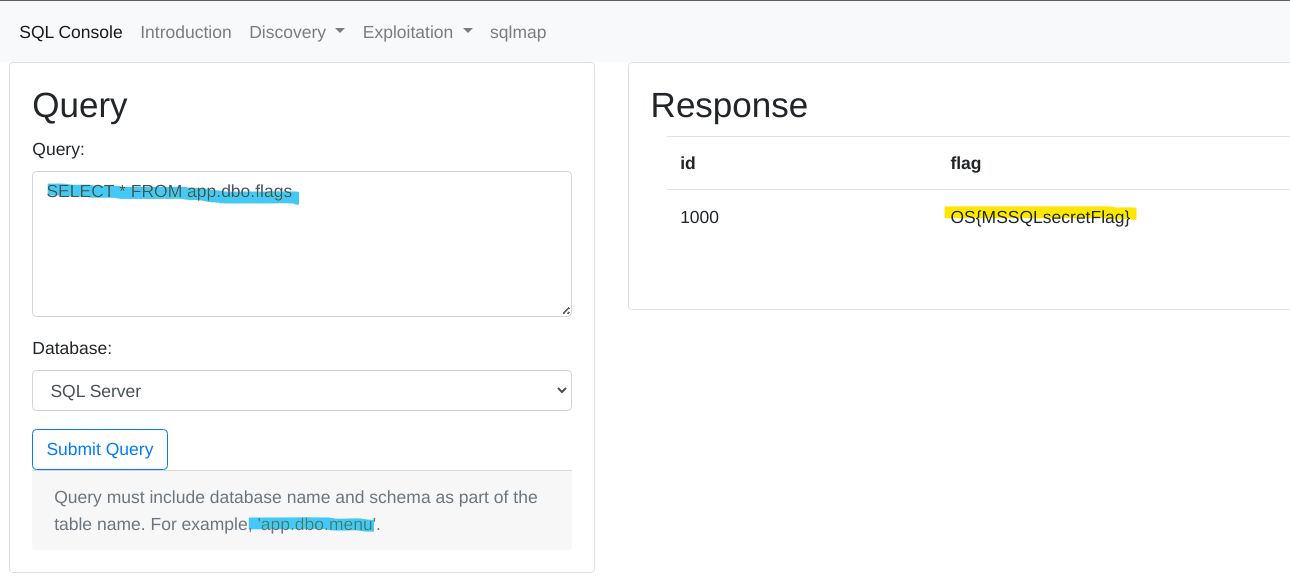 SQL Console Introduction Discovery Exploitation sqlmap
Query
Query:
SELECT * FROM app.dbo.flags
Database:
SQL Server
Submit Query
Query must include database name and schema as part of the
table name. For example, 'app.dbo.menu'.
Response
id flag
1000 OS{MSSQLsecretFlag}